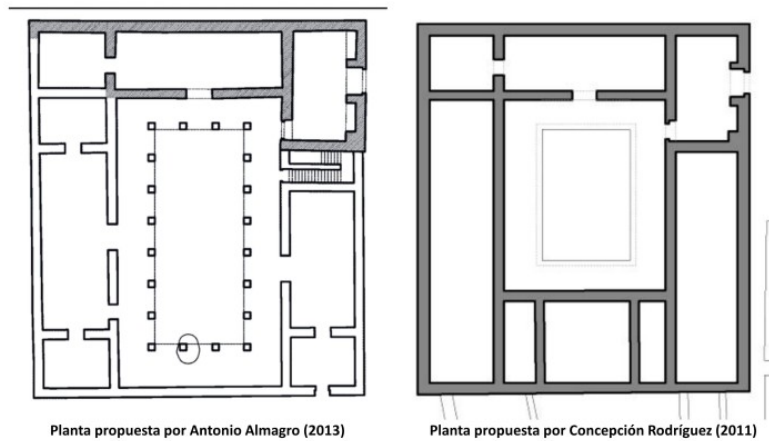 Planta propuesta por Antonio Almagro (2013)
Planta propuesta por Concepción Rodríguez (2011)